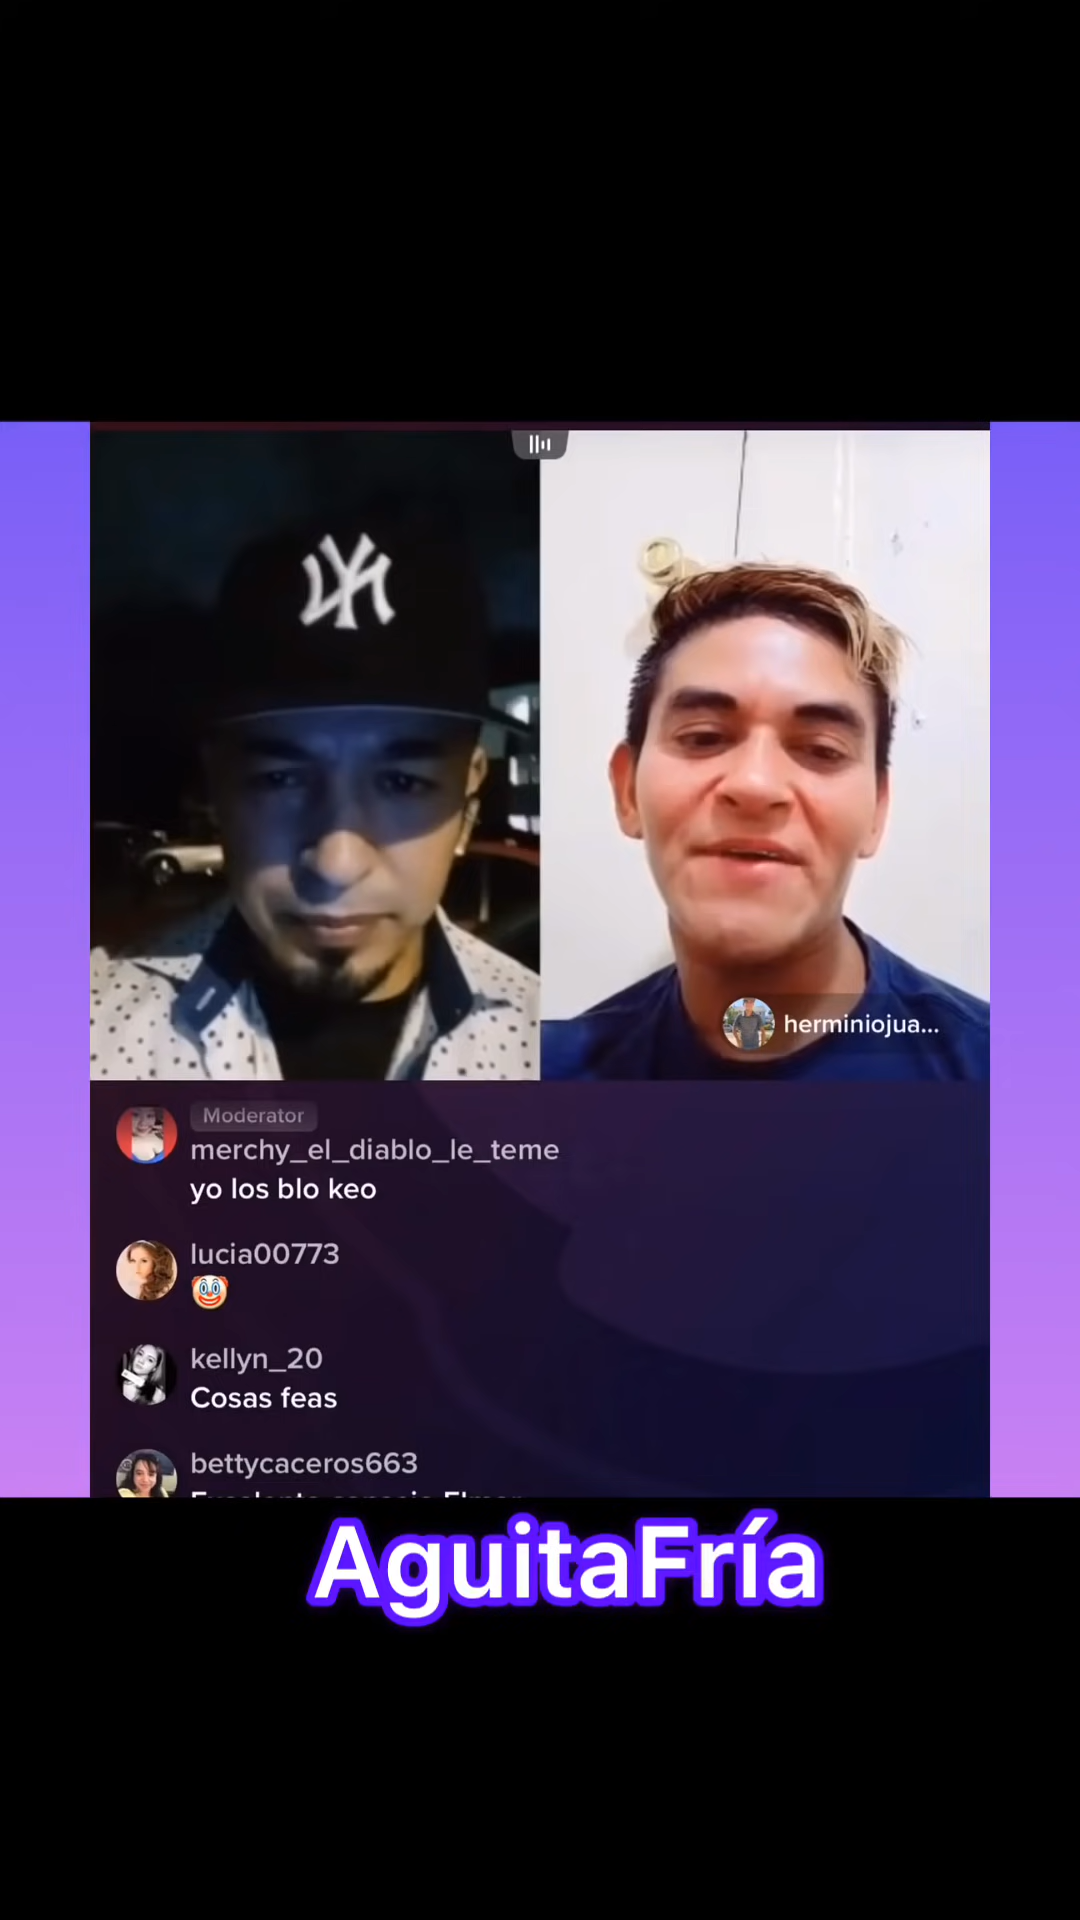 NY
herminiojua...
Moderator
merchy_el_diablo_le_teme
yo los blo keo
lucia00773
kellyn_20
Cosas feas
bettycaceros663
AguitaFría